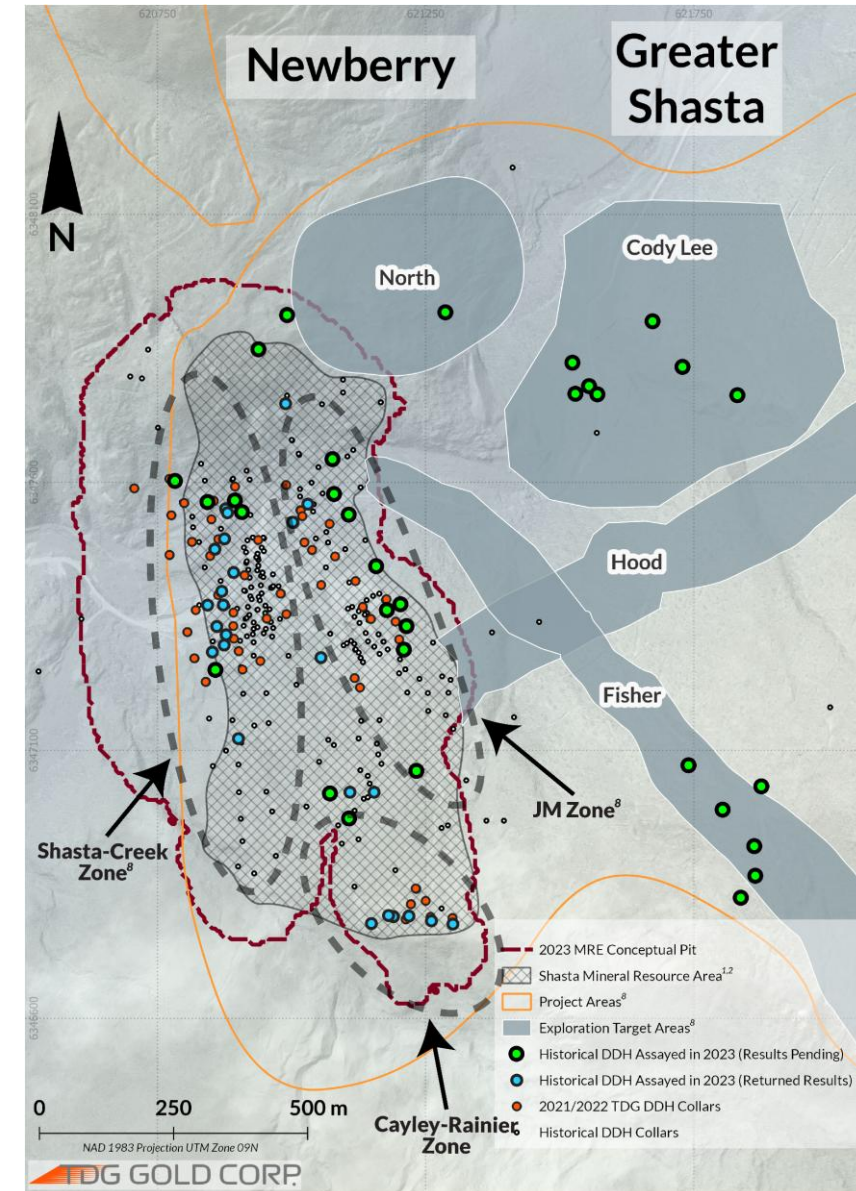 620750
621250
621750
Newberry
Greater
Shasta
N
6348100
North
Cody Lee
6347600
Hood
Fisher
6347100
JM Zone⁸
Shasta-Creek
Zone⁸
2023 MRE Conceptual Pit
Shasta Mineral Resource Area¹,²
Project Areas⁸
6346600
Exploration Target Areas⁸
Historical DDH Assayed in 2023 (Results Pending)
Historical DDH Assayed in 2023 (Returned Results)
2021/2022 TDG DDH Collars
Historical DDH Collars
0 250 500 m
Cayley-Rainier
Zone
NAD 1983 Projection UTM Zone 09N
TDG GOLD CORP.